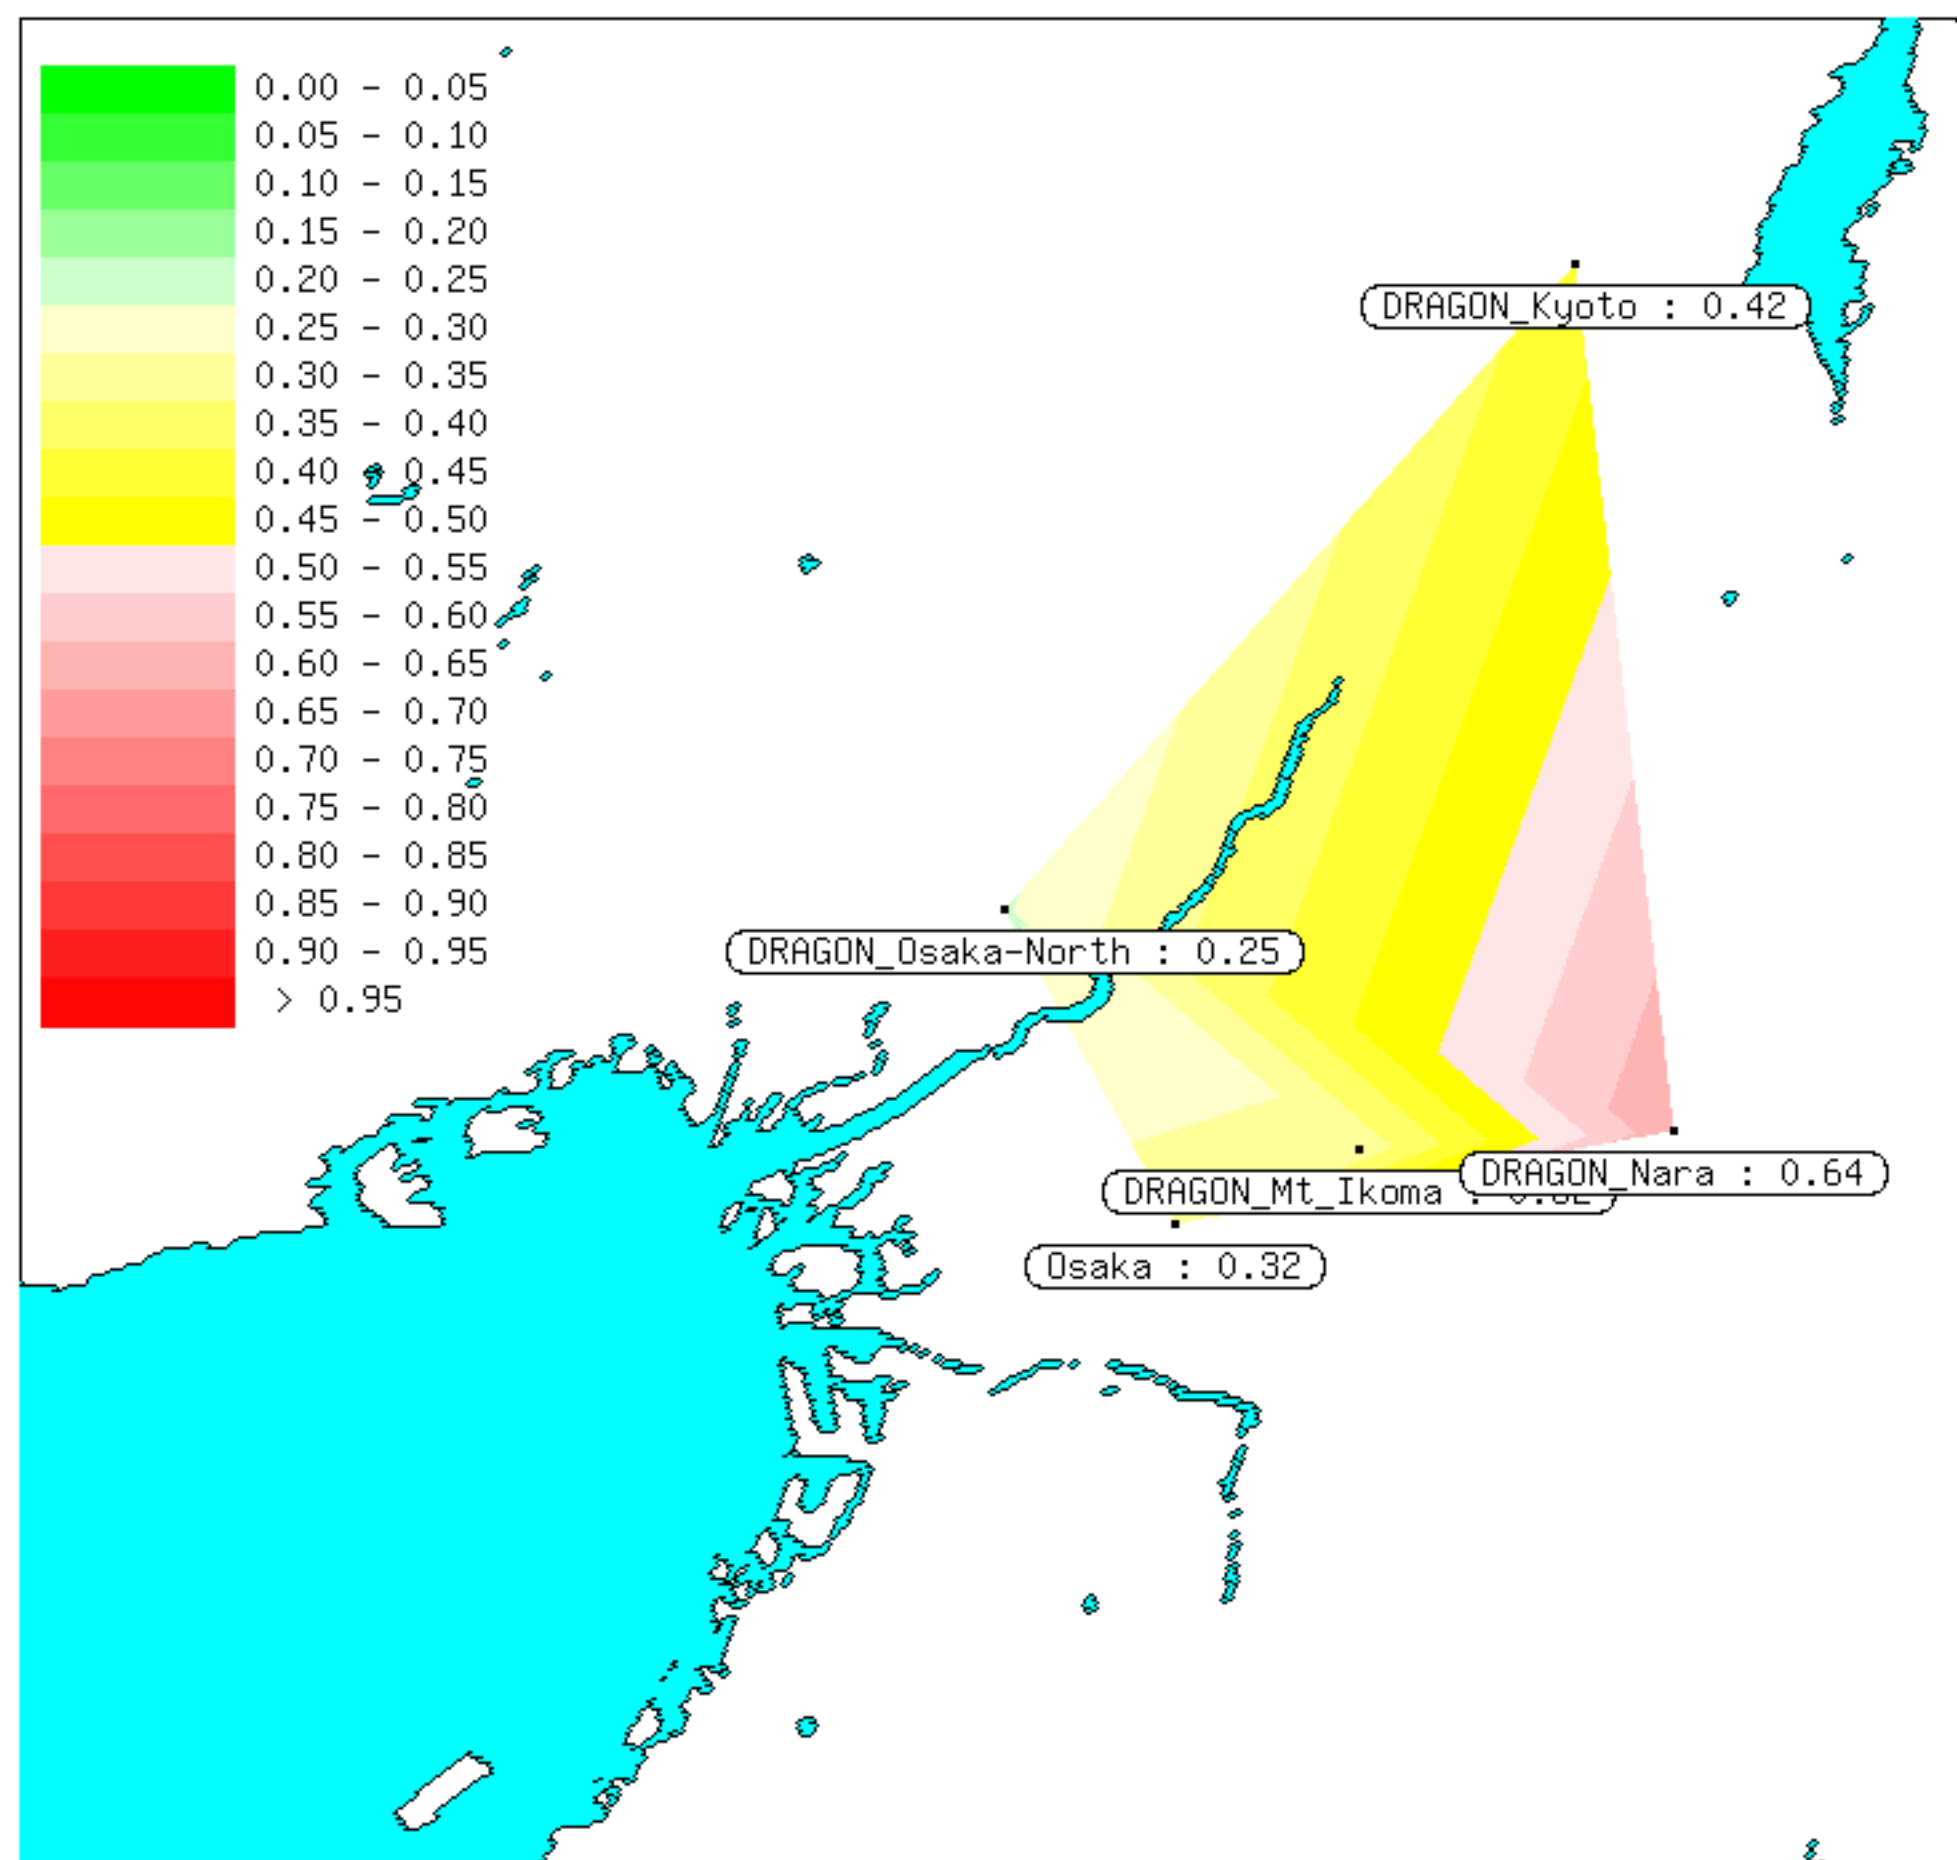 0.00 - 0.05
0.05 - 0.10
0.10 - 0.15
0.15 - 0.20
0.20 - 0.25
0.25 - 0.30
0.30 - 0.35
0.35 - 0.40
0.40 - 0.45
0.45 - 0.50
0.50 - 0.55
0.55 - 0.60
0.60 - 0.65
0.65 - 0.70
0.70 - 0.75
0.75 - 0.80
0.80 - 0.85
0.85 - 0.90
0.90 - 0.95
> 0.95
DRAGON_Kyoto : 0.42
DRAGON_Osaka-North : 0.25
DRAGON_Nara : 0.64
DRAGON_Mt_Ikoma :
Osaka : 0.32